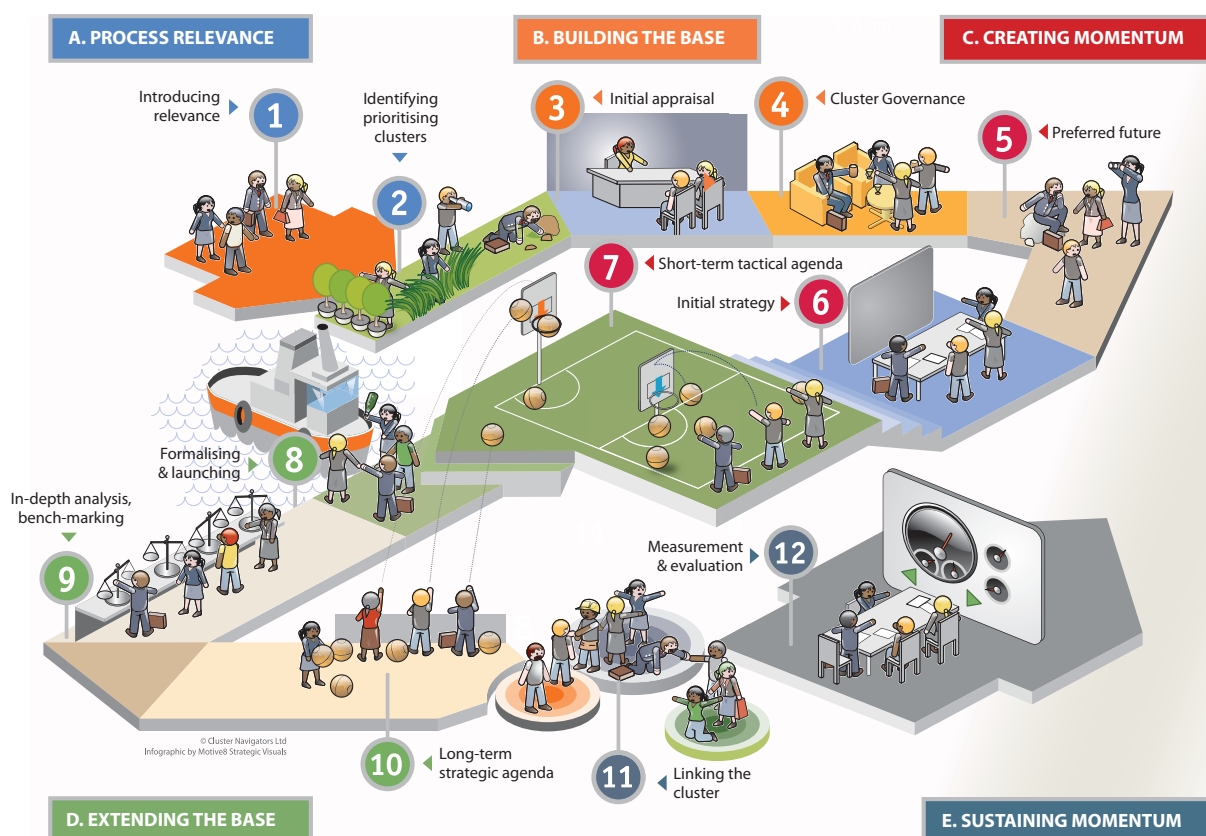 A. PROCESS RELEVANCE
B. BUILDING THE BASE
C. CREATING MOMENTUM
Introducing
relevance
1
Identifying
prioritising
clusters
2
3
Initial appraisal
4
Cluster Governance
5
Preferred future
7
Short-term tactical agenda
Initial strategy
6
Formalising
& launching
8
In-depth analysis,
bench-marking
9
Measurement
& evaluation
12
© Cluster Navigators Ltd
Infographic by Motive8 Strategic Visuals
10
Long-term
strategic agenda
11
Linking the
cluster
D. EXTENDING THE BASE
E. SUSTAINING MOMENTUM